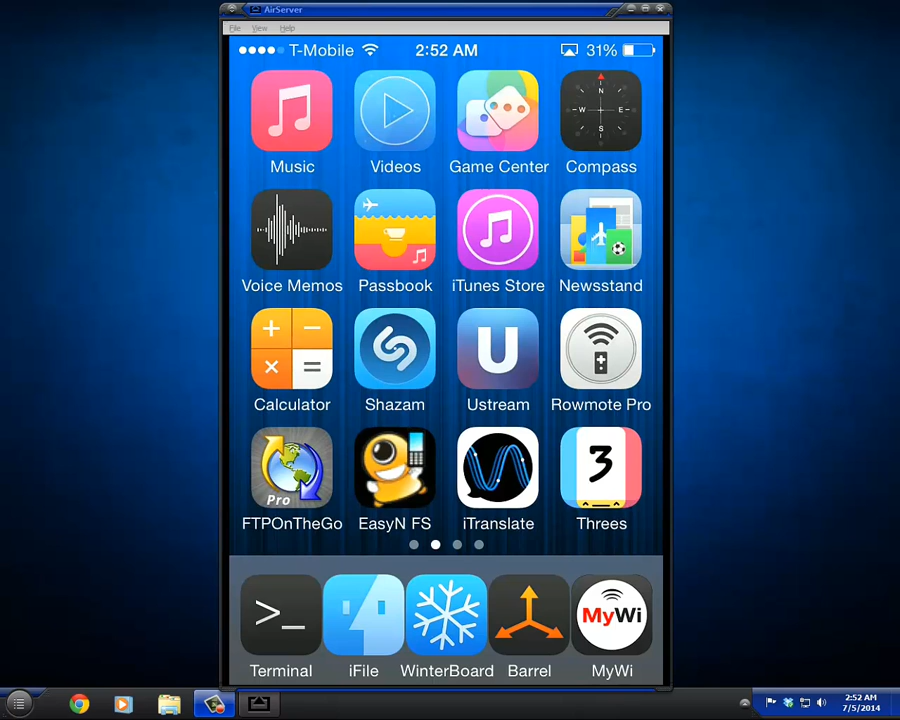 AirServer
File View Help
T-Mobile 2:52 AM 31%
Music Videos Game Center Compass
N
W E
S
Voice Memos Passbook iTunes Store Newsstand
U
Calculator Shazam Ustream Rowmote Pro
Pro
3
FTPOnTheGo EasyN FS iTranslate Threes
>_
MyWi
Terminal iFile WinterBoard Barrel MyWi
2:52 AM
7/5/2014